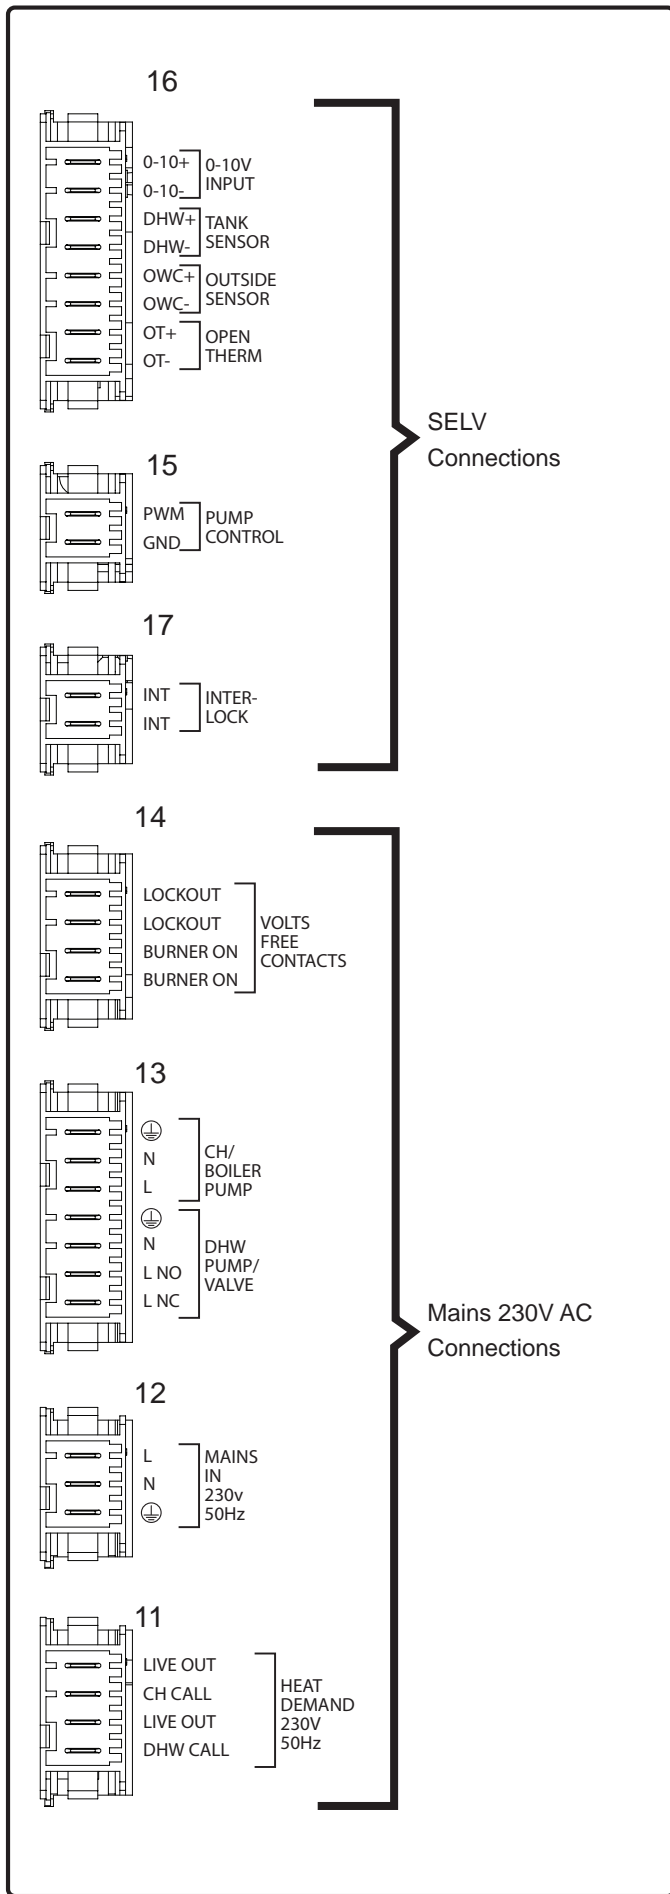 16
0-10+
0-10-
0-10V
INPUT
DHW+
DHW-
TANK
SENSOR
OWC+
OWC-
OUTSIDE
SENSOR
OT+
OT-
OPEN
THERM
SELV
Connections
15
PWM
GND
PUMP
CONTROL
17
INT
INT
INTER-
LOCK
14
LOCKOUT
LOCKOUT
BURNER ON
BURNER ON
VOLTS
FREE
CONTACTS
13
N
L
CH/
BOILER
PUMP
N
L NO
L NC
DHW
PUMP/
VALVE
Mains 230V AC
Connections
12
L
N
MAINS
IN
230v
50Hz
11
LIVE OUT
CH CALL
LIVE OUT
DHW CALL
HEAT
DEMAND
230V
50Hz